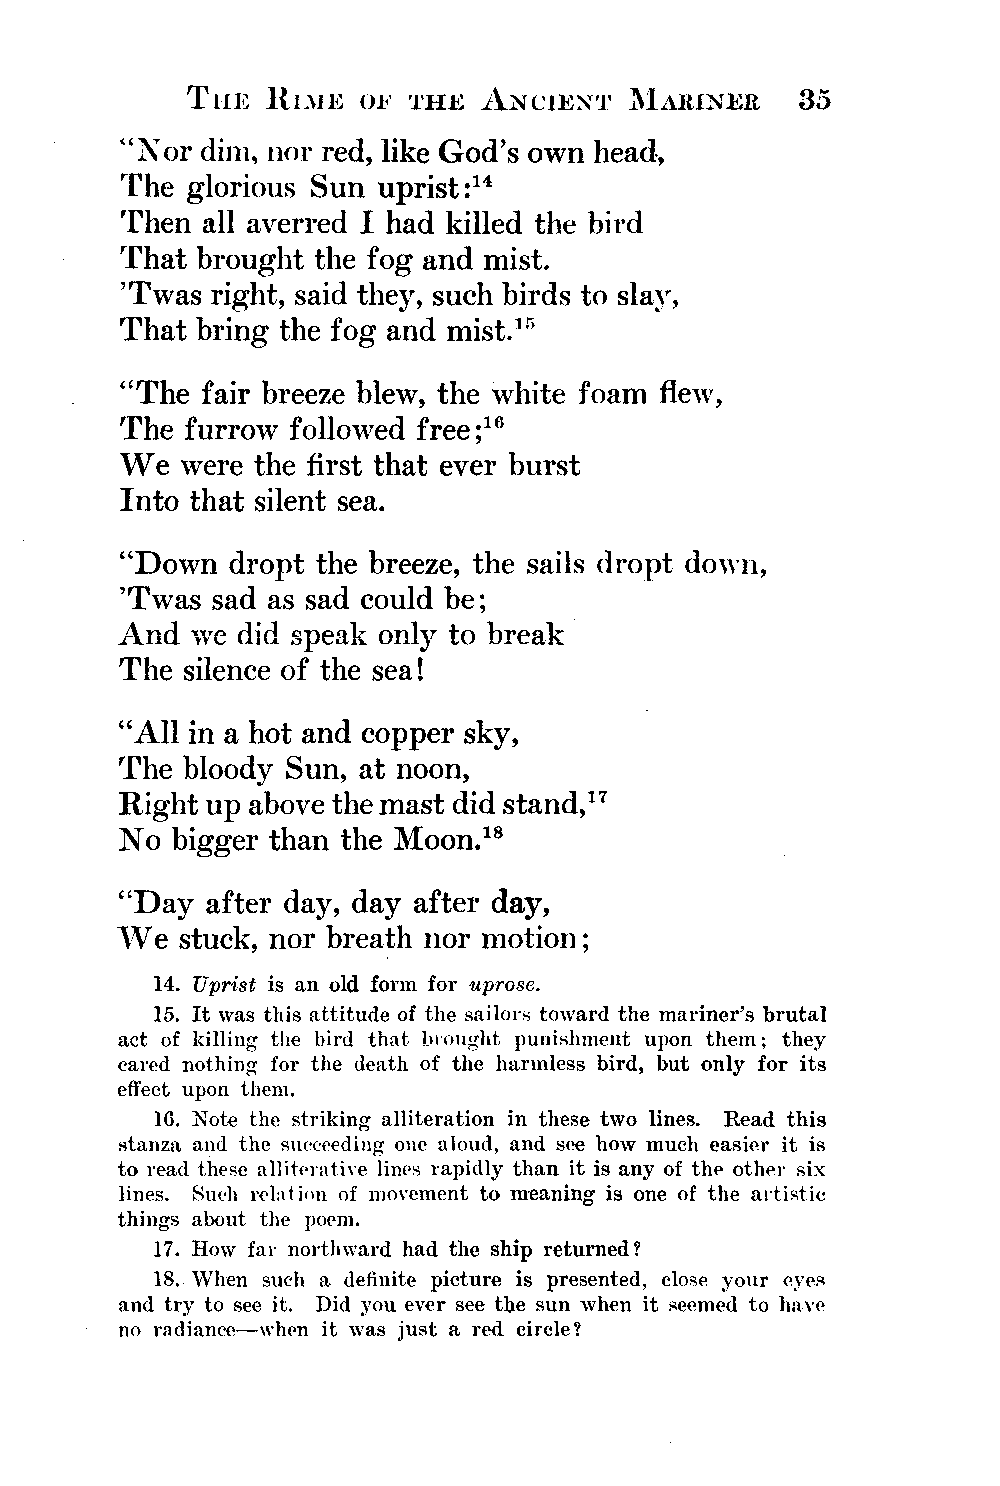 THE RIME OF THE ANCIENT MARINER 35
“Nor dim, nor red, like God’s own head,
The glorious Sun uprist:¹⁴
Then all averred I had killed the bird
That brought the fog and mist.
’Twas right, said they, such birds to slay,
That bring the fog and mist.¹⁵
“The fair breeze blew, the white foam flew,
The furrow followed free;¹⁶
We were the first that ever burst
Into that silent sea.
“Down dropt the breeze, the sails dropt down,
’Twas sad as sad could be;
And we did speak only to break
The silence of the sea!
“All in a hot and copper sky,
The bloody Sun, at noon,
Right up above the mast did stand,¹⁷
No bigger than the Moon.¹⁸
“Day after day, day after day,
We stuck, nor breath nor motion;
14. Uprist is an old form for uprose.
15. It was this attitude of the sailors toward the mariner’s brutal
act of killing the bird that brought punishment upon them; they
cared nothing for the death of the harmless bird, but only for its
effect upon them.
16. Note the striking alliteration in these two lines. Read this
stanza and the succeeding one aloud, and see how much easier it is
to read these alliterative lines rapidly than it is any of the other six
lines. Such relation of movement to meaning is one of the artistic
things about the poem.
17. How far northward had the ship returned?
18. When such a definite picture is presented, close your eyes
and try to see it. Did you ever see the sun when it seemed to have
no radiance—when it was just a red circle?